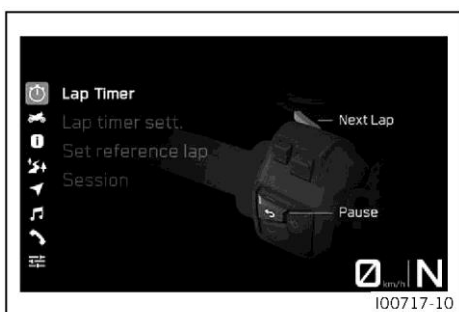 Lap Timer
Lap timer sett.
Set reference lap
Session
Next Lap
Pause
0 km/h N
I00717-10